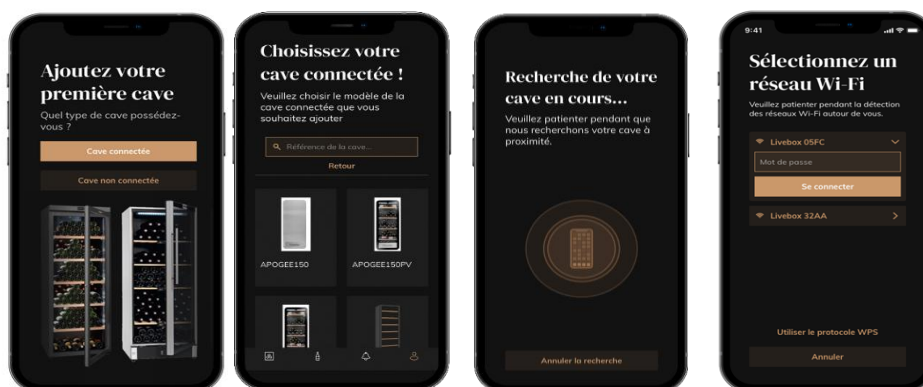 Ajoutez votre
première cave
Quel type de cave possédez-
vous ?
Cave connectée
Cave non connectée
Choisissez votre
cave connectée !
Veuillez choisir le modèle de la
cave connectée que vous
souhaitez ajouter
Référence de la cave...
Retour
APOGEE150
APOGEE150PV
Recherche de votre
cave en cours...
Veuillez patienter pendant que
nous recherchons votre cave à
proximité.
Annuler la recherche
9:41
Sélectionnez un
réseau Wi-Fi
Veuillez patienter pendant la détection
des réseaux Wi-Fi autour de vous.
Livebox 05FC
Mot de passe
Se connecter
Livebox 32AA
Utiliser le protocole WPS
Annuler